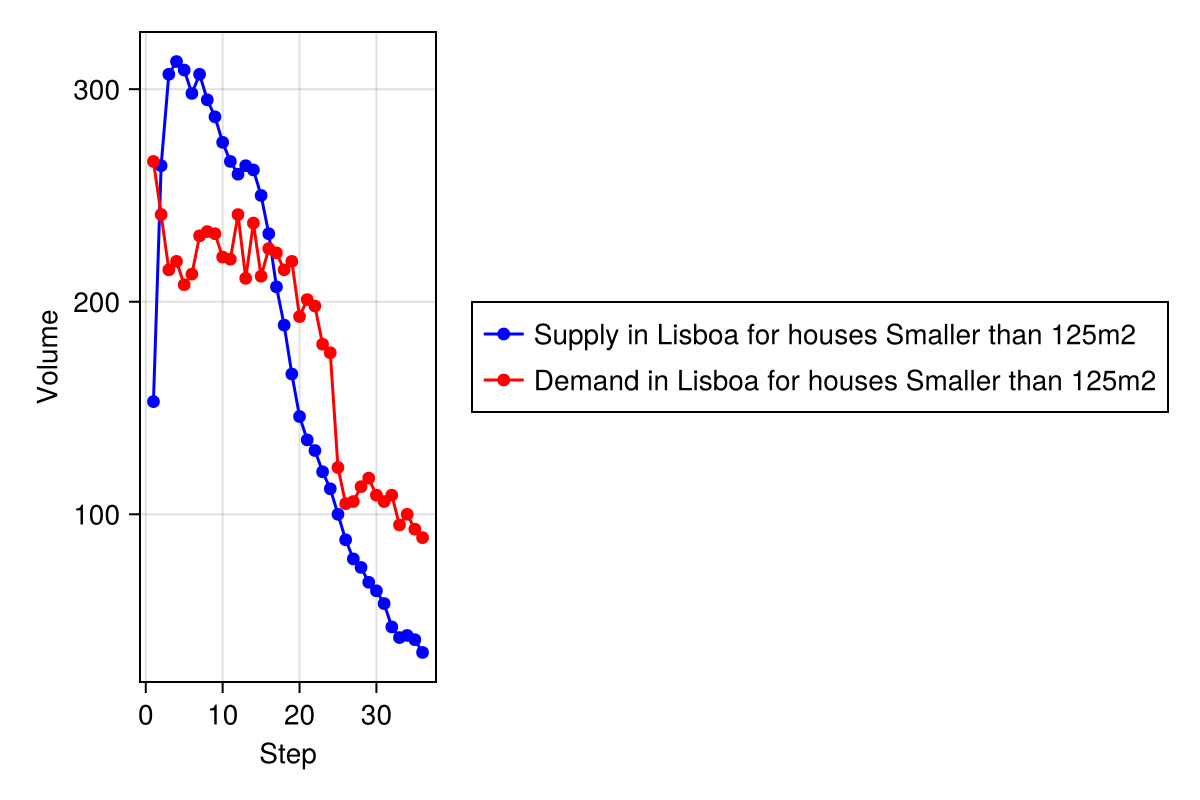 300
200
100
Volume
0 10 20 30
Step
Supply in Lisboa for houses Smaller than 125m2
Demand in Lisboa for houses Smaller than 125m2